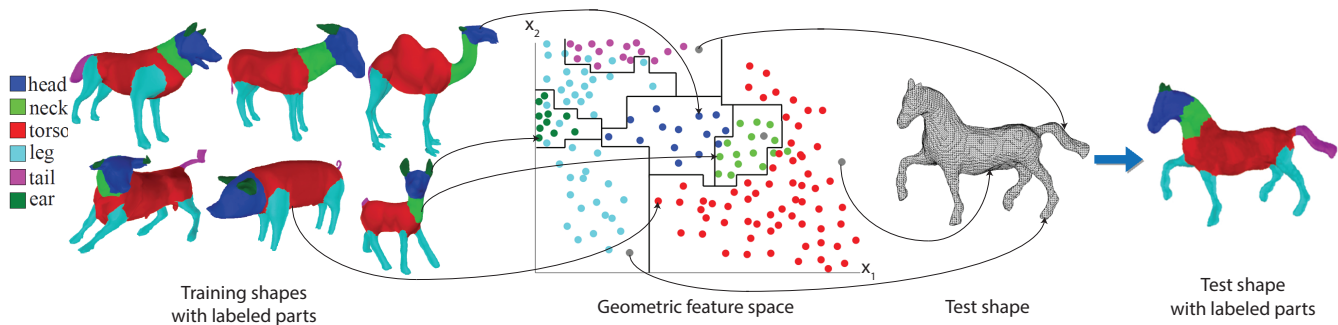 head
neck
torso
leg
tail
ear
x2
x1
Training shapes
with labeled parts
Geometric feature space
Test shape
Test shape
with labeled parts